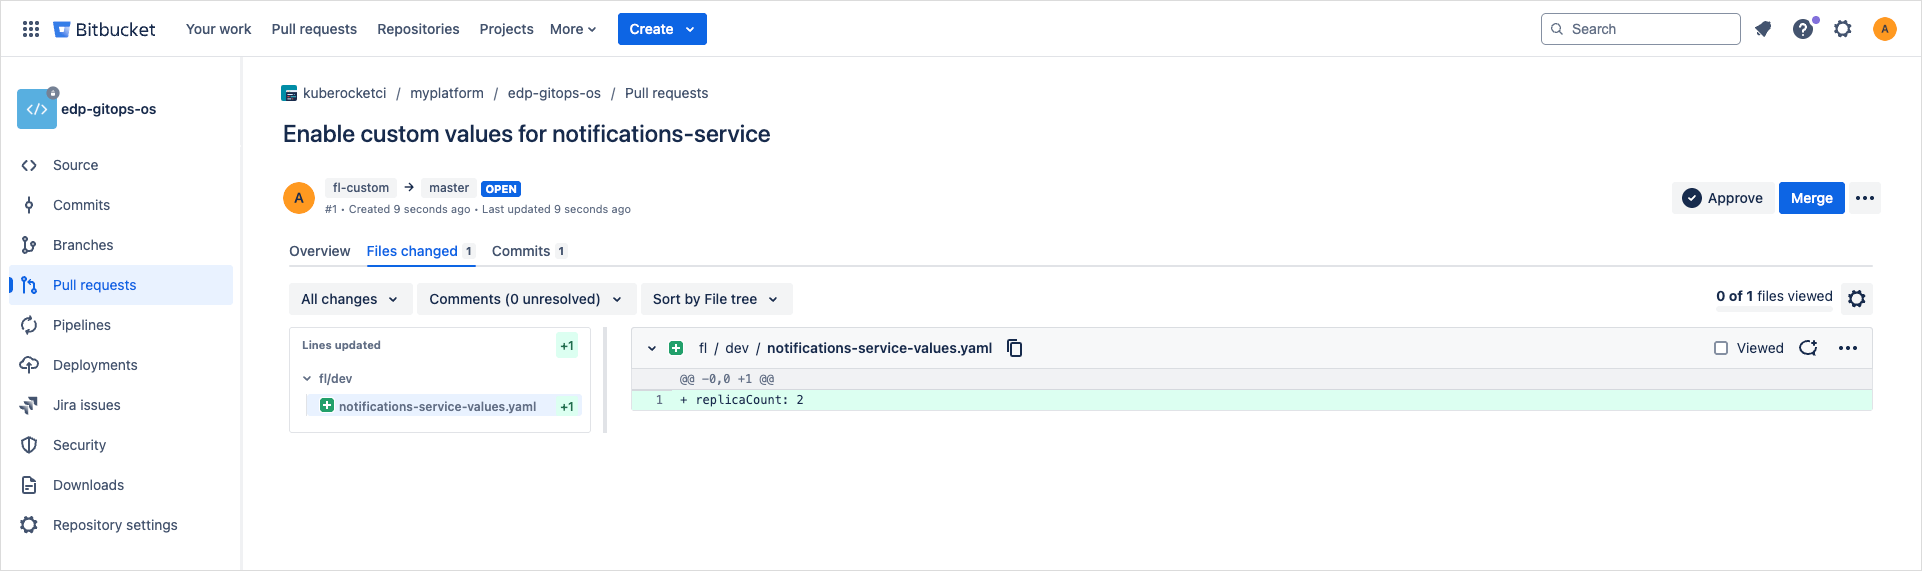 Bitbucket Your work Pull requests Repositories Projects More Create Search A
edp-gitops-os
Source
Commits
Branches
Pull requests
Pipelines
Deployments
Jira issues
Security
Downloads
Repository settings
kuberocketci / myplatform / edp-gitops-os / Pull requests
Enable custom values for notifications-service
A
fl-custom → master OPEN
#1 • Created 9 seconds ago • Last updated 9 seconds ago
Approve Merge
Overview Files changed 1 Commits 1
All changes Comments (0 unresolved) Sort by File tree
0 of 1 files viewed
Lines updated +1
fl/dev
notifications-service-values.yaml +1
fl / dev / notifications-service-values.yaml Viewed
@@ -0,0 +1 @@
1 + replicaCount: 2